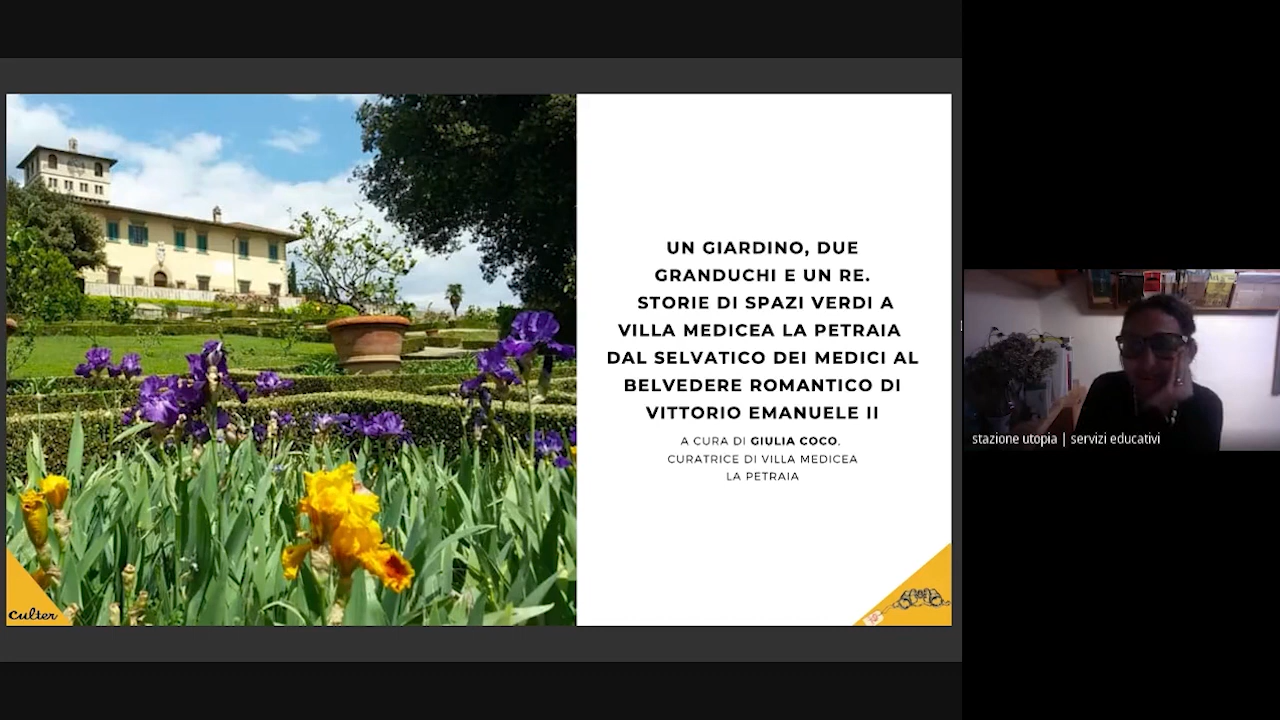 UN GIARDINO, DUE
GRANDUCHI E UN RE.
STORIE DI SPAZI VERDI A
VILLA MEDICEA LA PETRAIA
DAL SELVATICO DEI MEDICI AL
BELVEDERE ROMANTICO DI
VITTORIO EMANUELE II
A CURA DI GIULIA COCO,
CURATRICE DI VILLA MEDICEA
LA PETRAIA
culter
stazione utopia | servizi educativi